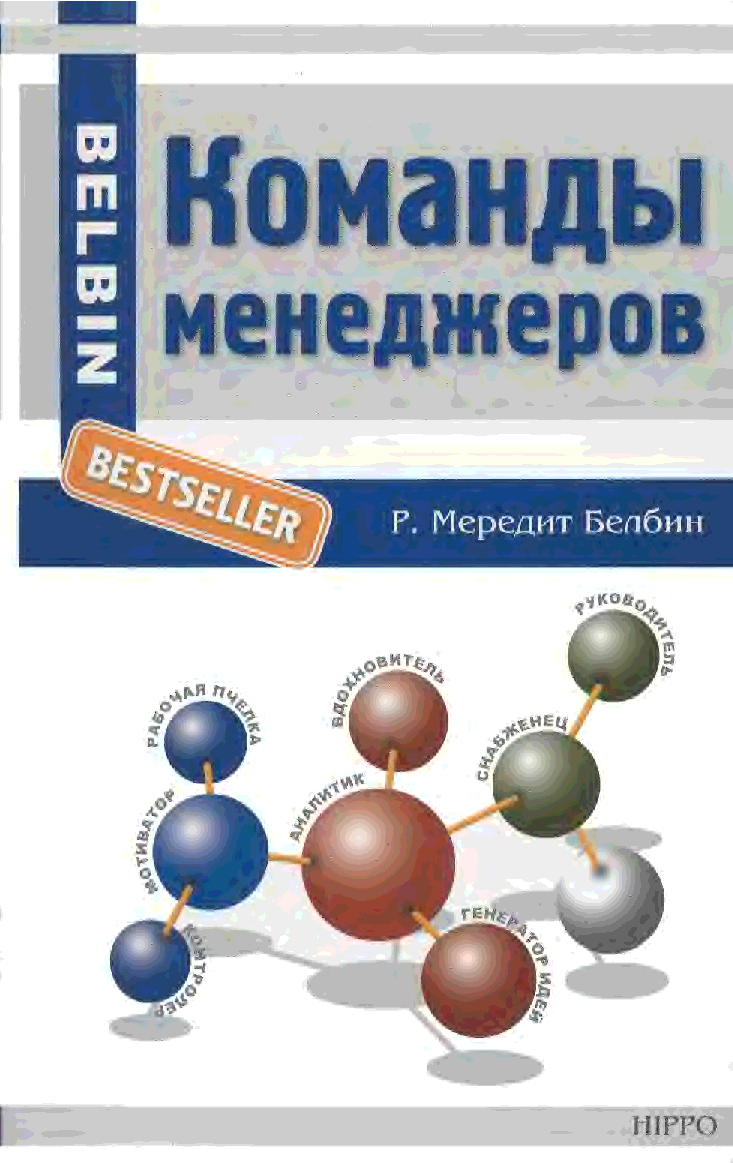 BELBIN
Команды
менеджеров
BESTSELLER
Р. Мередит Белбин
РУКОВОДИТЕЛЬ
ВДОХНОВИТЕЛЬ
РАБОЧАЯ ПЧЕЛКА
СНАБЖЕНЕЦ
АНАЛИТИК
МОТИВАТОР
ГЕНЕРАТОР ИДЕЙ
КОНТРОЛЕР
HIPPO